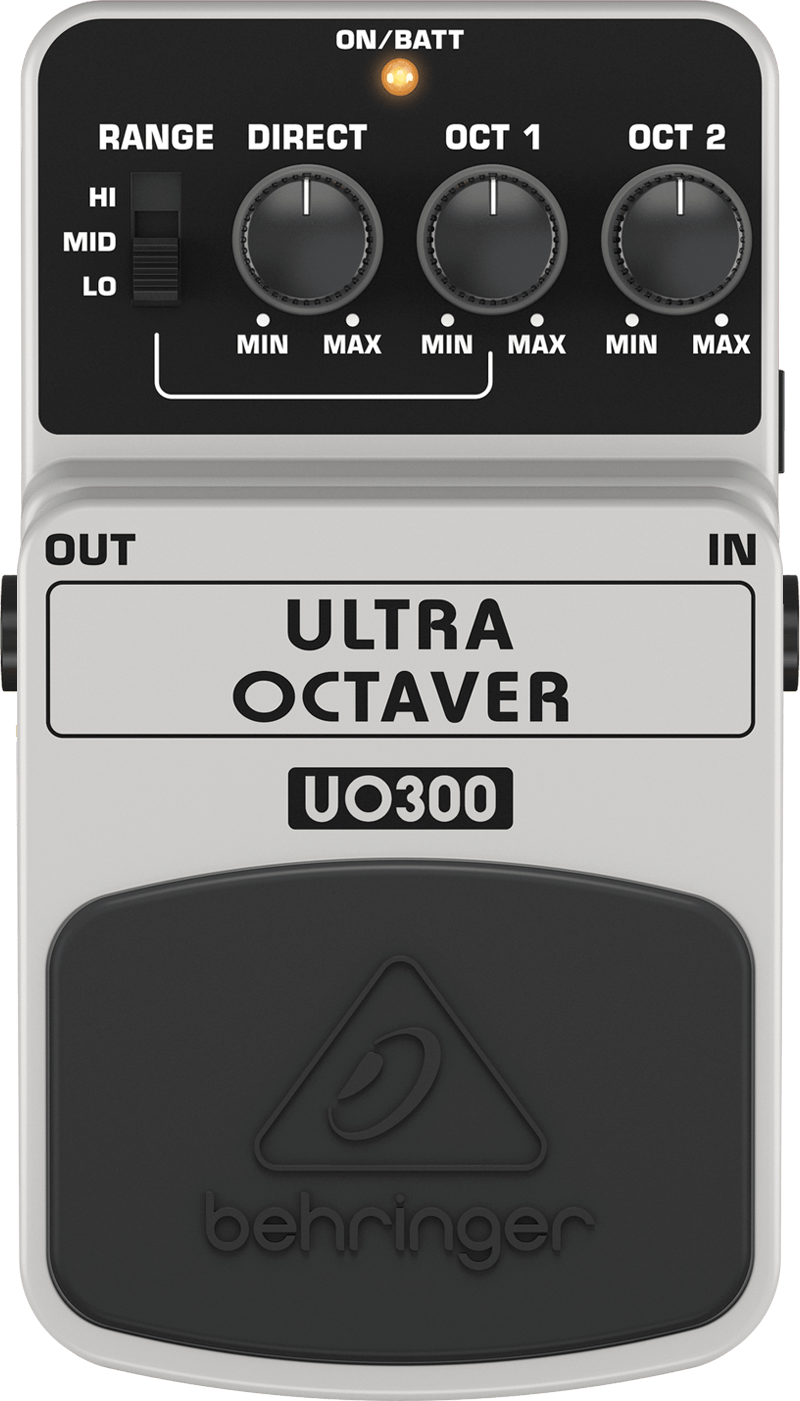 ON/BATT
RANGE DIRECT OCT 1 OCT 2
HI
MID
LO
MIN MAX MIN MAX MIN MAX
OUT IN
ULTRA
OCTAVER
UO300
behringer